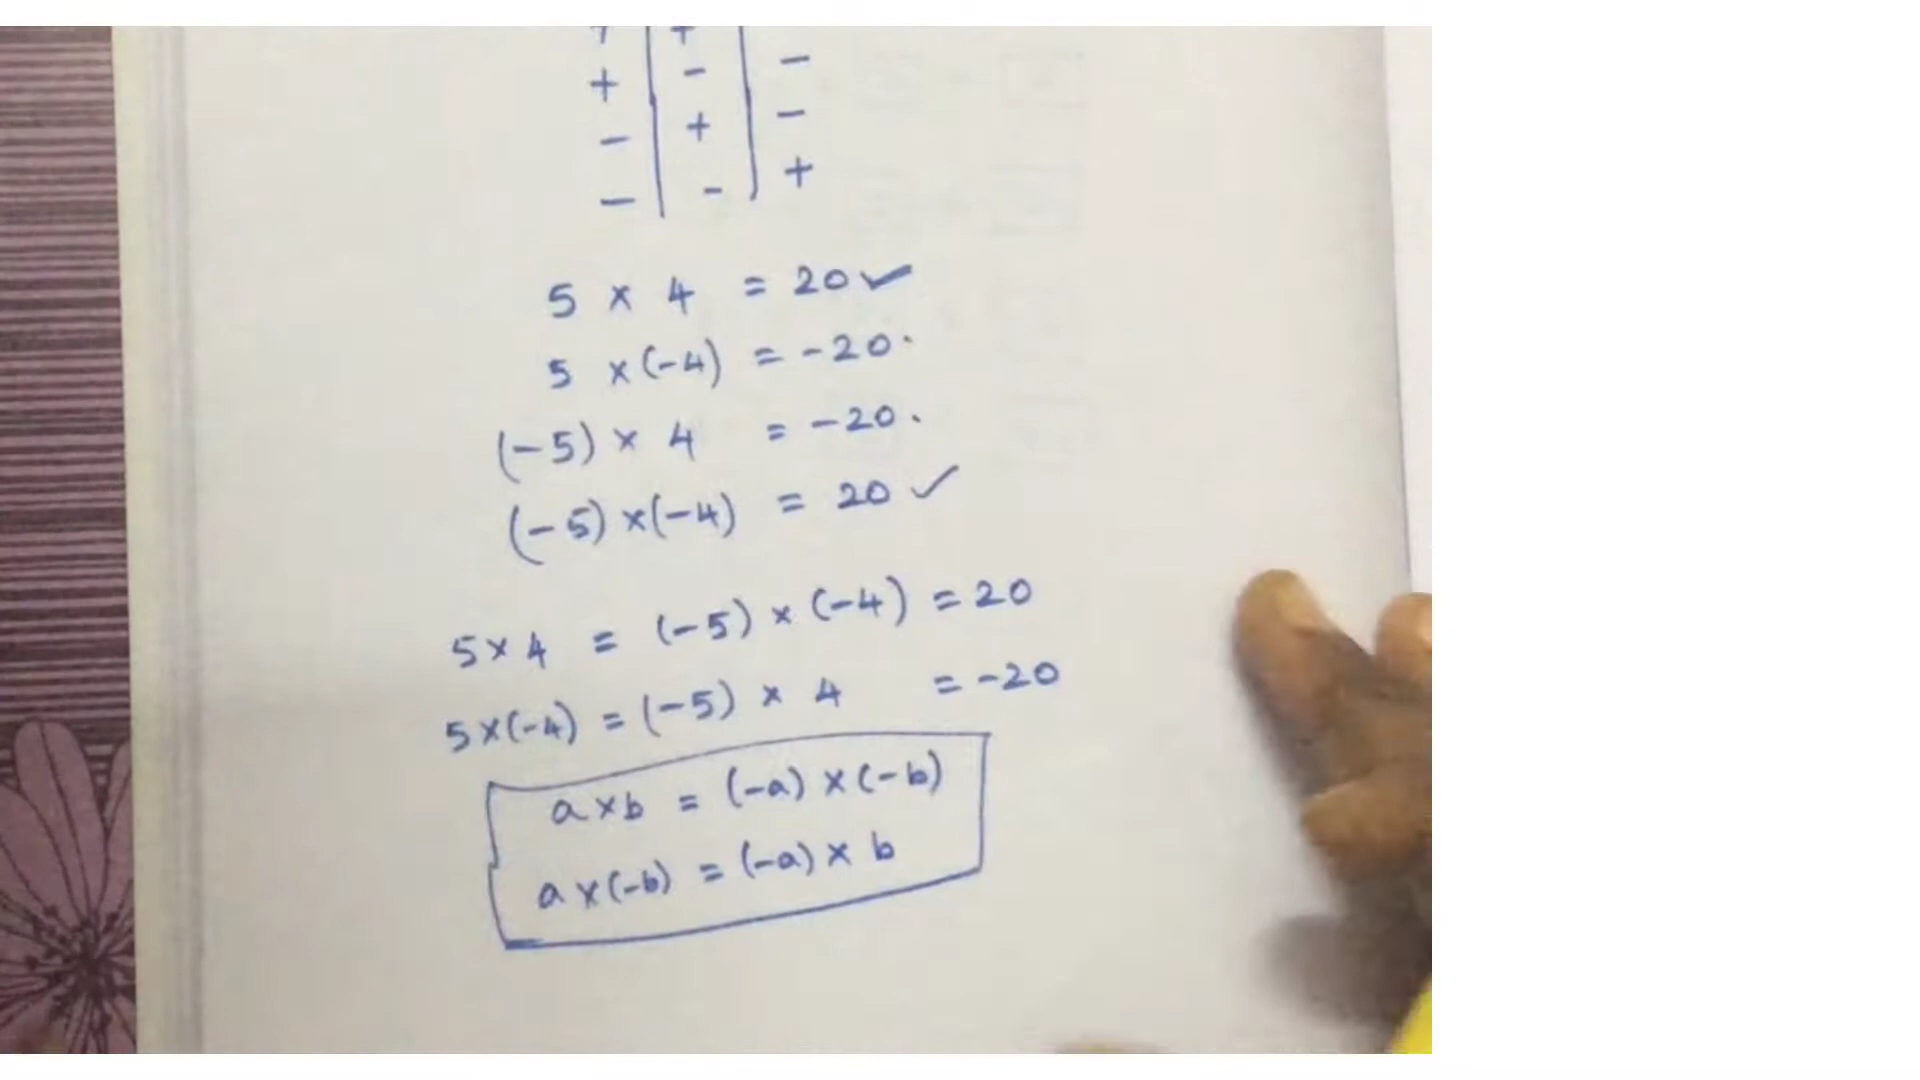 + | + |
+ | - | -
- | + | -
- | - | +
5 × 4 = 20 ✓
5 × (-4) = -20.
(-5) × 4 = -20.
(-5) × (-4) = 20 ✓
5 × 4 = (-5) × (-4) = 20
5 × (-4) = (-5) × 4 = -20
a × b = (-a) × (-b)
a × (-b) = (-a) × b